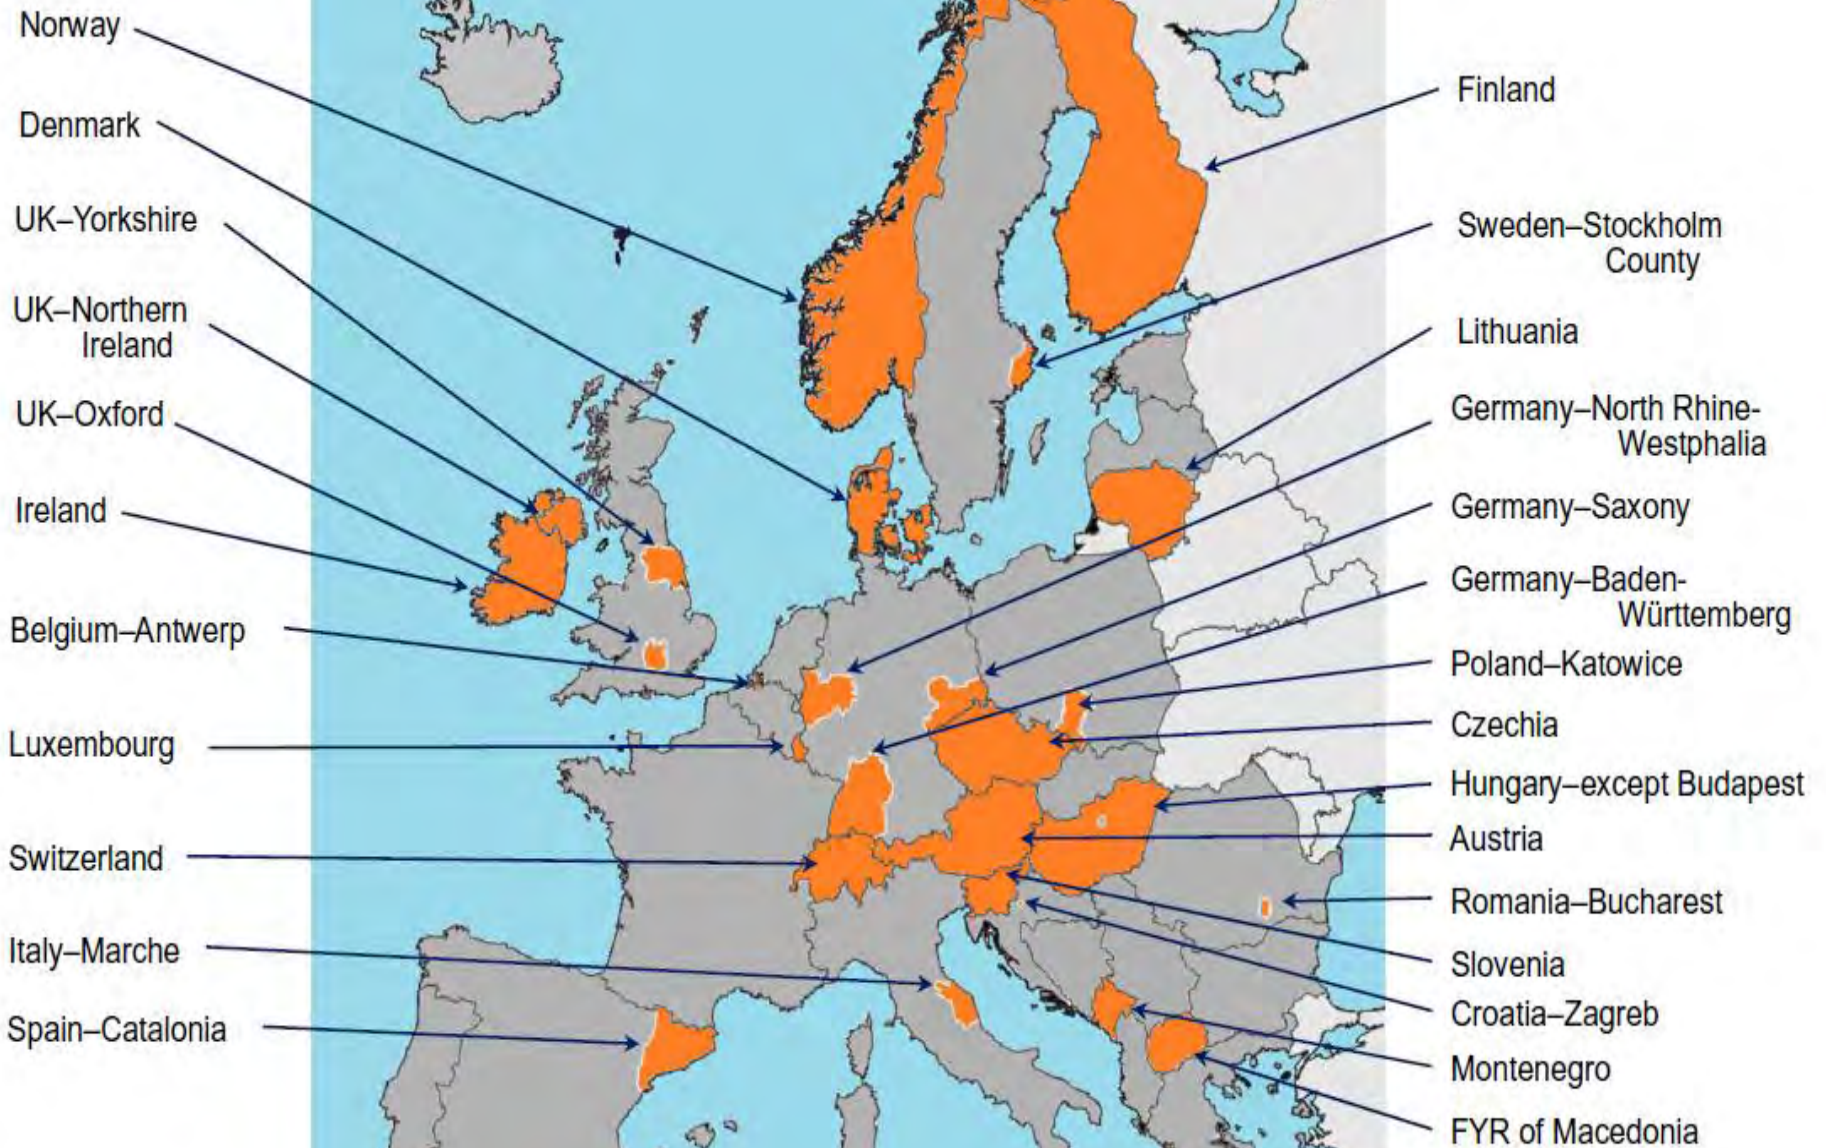 Norway
Denmark
UK–Yorkshire
UK–Northern
Ireland
UK–Oxford
Ireland
Belgium–Antwerp
Luxembourg
Switzerland
Italy–Marche
Spain–Catalonia
Finland
Sweden–Stockholm
County
Lithuania
Germany–North Rhine-
Westphalia
Germany–Saxony
Germany–Baden-
Württemberg
Poland–Katowice
Czechia
Hungary–except Budapest
Austria
Romania–Bucharest
Slovenia
Croatia–Zagreb
Montenegro
FYR of Macedonia